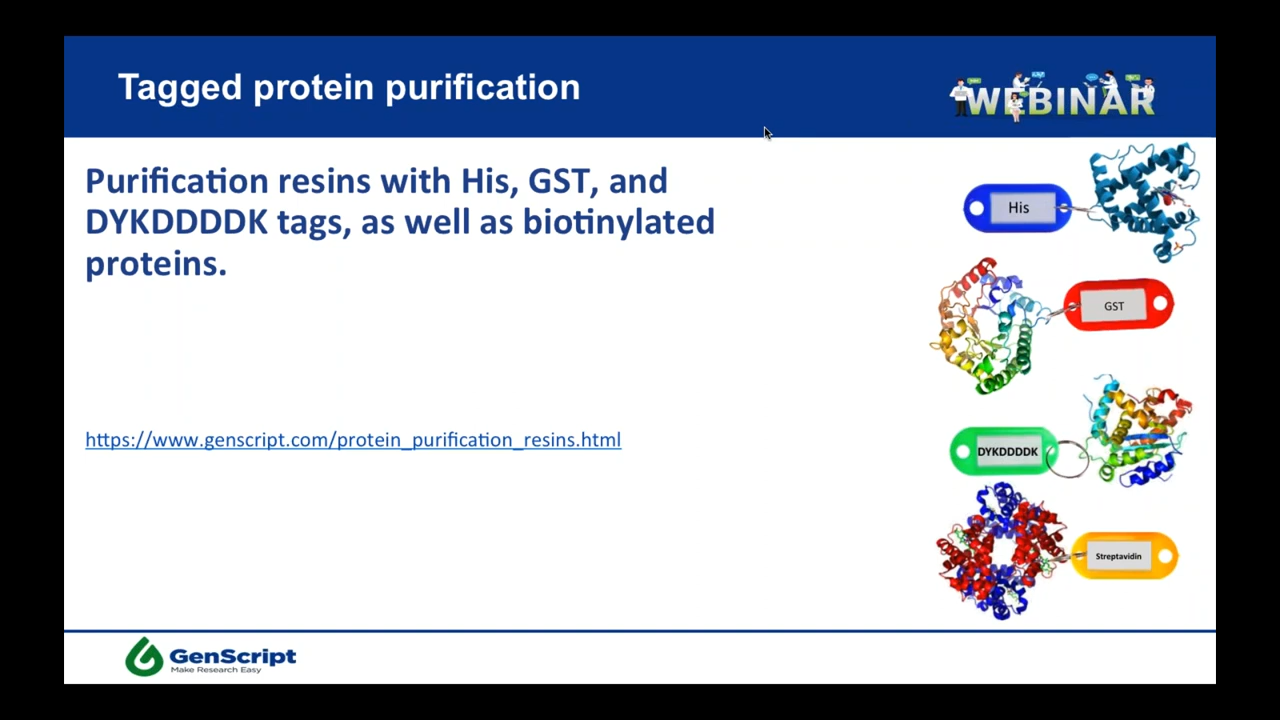 Tagged protein purification
WEBINAR
Purification resins with His, GST, and
DYKDDDDK tags, as well as biotinylated
proteins.
His
GST
https://www.genscript.com/protein_purification_resins.html
DYKDDDDK
Streptavidin
GenScript
Make Research Easy